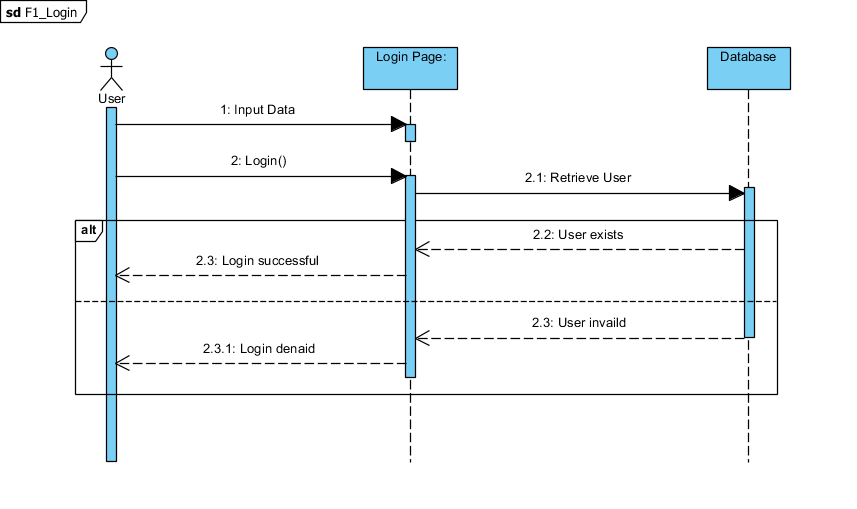 sd F1_Login
Login Page:
Database
User
1: Input Data
2: Login()
2.1: Retrieve User
alt
2.2: User exists
2.3: Login successful
2.3: User invaild
2.3.1: Login denaid